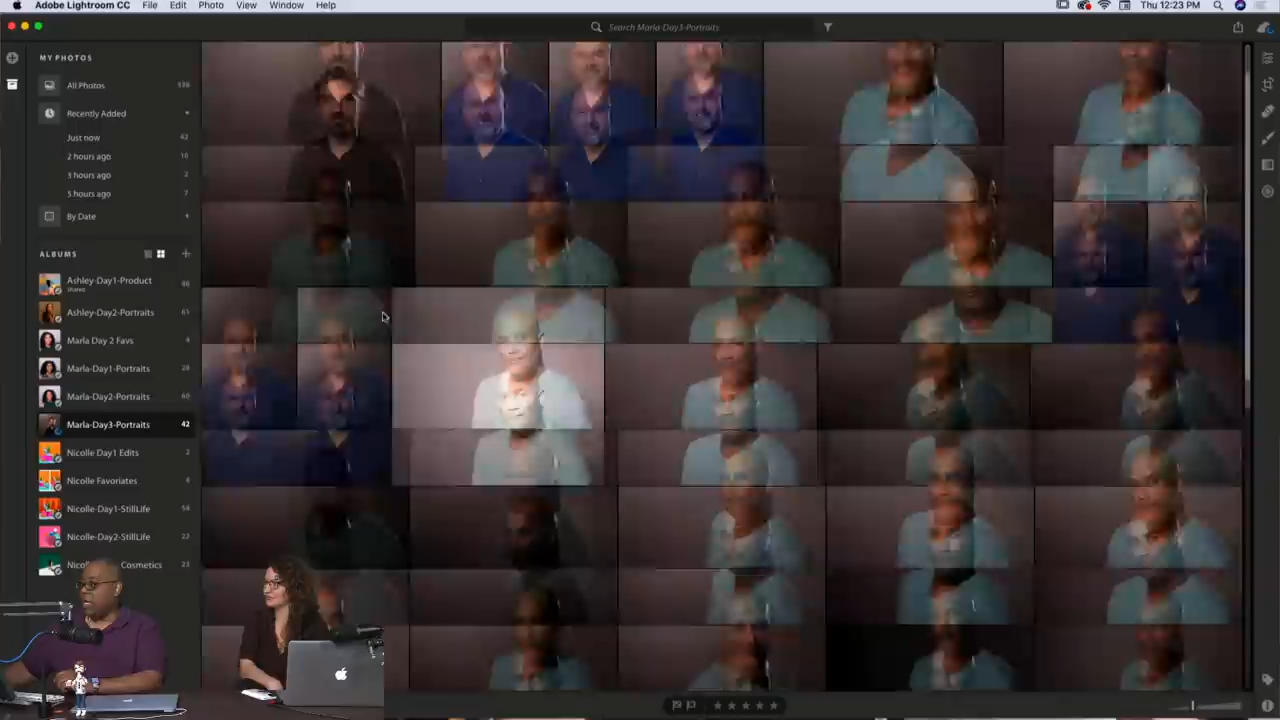 Adobe Lightroom CC File Edit Photo View Window Help Thu 12:23 PM
Search Marla-Day3-Portraits
MY PHOTOS
All Photos
Recently Added
Just now 42
2 hours ago 10
3 hours ago 2
5 hours ago 7
By Date
ALBUMS
Ashley-Day1-Product
Shared
Ashley-Day2-Portraits 61
Marla Day 2 Favs 4
Marla-Day1-Portraits 28
Marla-Day2-Portraits 60
Marla-Day3-Portraits 42
Nicolle Day1 Edits 2
Nicolle Favoriates
Nicolle-Day1-StillLife 54
Nicolle-Day2-StillLife 22
Cosmetics 23